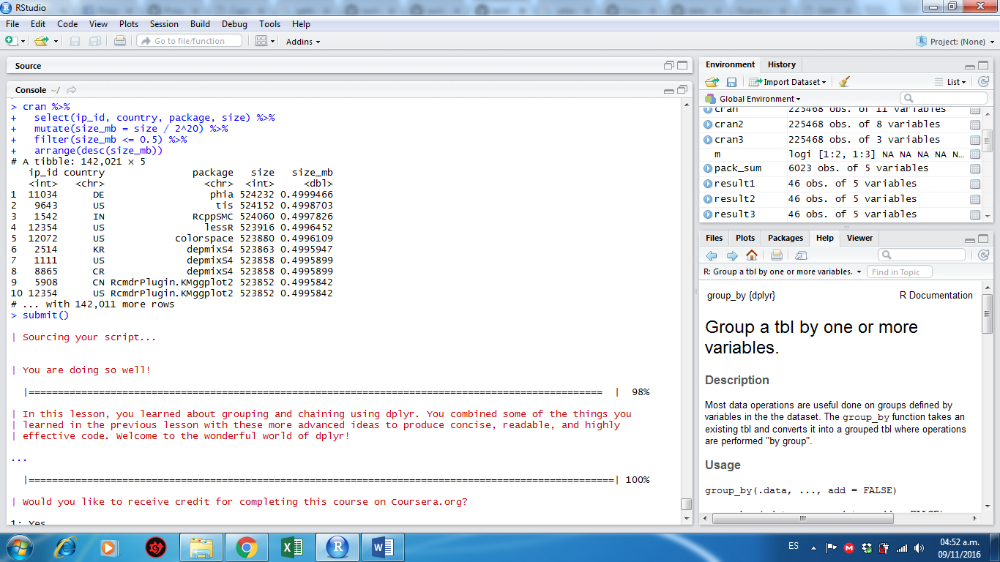 RStudio
File Edit Code View Plots Session Build Debug Tools Help
Go to file/function Addins Project: (None)
Source
Console ~/
> cran %>%
+   select(ip_id, country, package, size) %>%
+   mutate(size_mb = size / 2^20) %>%
+   filter(size_mb <= 0.5) %>%
+   arrange(desc(size_mb))
# A tibble: 142,021 × 5
   ip_id country               package   size   size_mb
   <int>   <chr>                 <chr>  <int>     <dbl>
1  11034      DE                  phia 524232 0.4999466
2   9643      US                   tis 524152 0.4998703
3   1542      IN               RcppSMC 524060 0.4997826
4  12354      US                 lessR 523916 0.4996452
5  12072      US            colorspace 523880 0.4996109
6   2514      KR              depmixS4 523863 0.4995947
7   1111      US              depmixS4 523858 0.4995899
8   8865      CR              depmixS4 523858 0.4995899
9   5908      CN RcmdrPlugin.KMggplot2 523852 0.4995842
10 12354      US RcmdrPlugin.KMggplot2 523852 0.4995842
# ... with 142,011 more rows
> submit()
| Sourcing your script...
| You are doing so well!
|==================================================================================================  |  98%
| In this lesson, you learned about grouping and chaining using dplyr. You combined some of the things you
| learned in the previous lesson with these more advanced ideas to produce concise, readable, and highly
| effective code. Welcome to the wonderful world of dplyr!
...
|====================================================================================================| 100%
| Would you like to receive credit for completing this course on Coursera.org?
1: Yes
Environment History
Import Dataset List
Global Environment
cran 225468 obs. of 11 variables
cran2 225468 obs. of 8 variables
cran3 225468 obs. of 3 variables
m logi [1:2, 1:3] NA NA NA NA N...
pack_sum 6023 obs. of 5 variables
result1 46 obs. of 5 variables
result2 46 obs. of 5 variables
result3 46 obs. of 5 variables
Files Plots Packages Help Viewer
R: Group a tbl by one or more variables. Find in Topic
group_by {dplyr} R Documentation
Group a tbl by one or more
variables.
Description
Most data operations are useful done on groups defined by
variables in the the dataset. The group_by function takes an
existing tbl and converts it into a grouped tbl where operations
are performed "by group".
Usage
group_by(.data, ..., add = FALSE)
ES 04:52 a.m.
09/11/2016